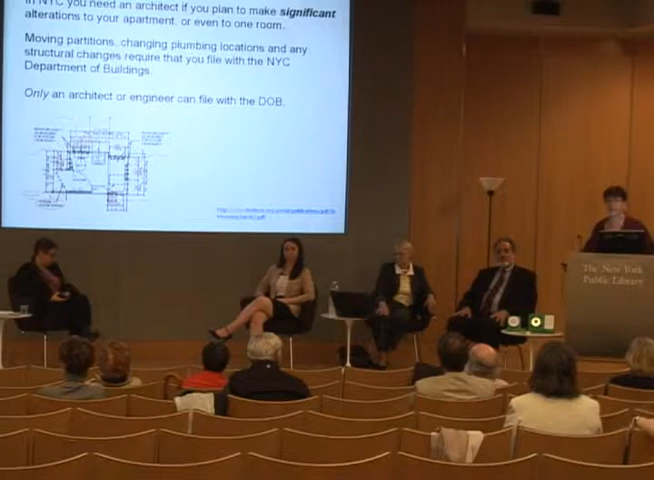 In NYC you need an architect if you plan to make significant
alterations to your apartment, or even to one room.
Moving partitions, changing plumbing locations and any
structural changes require that you file with the NYC
Department of Buildings.
Only an architect or engineer can file with the DOB.
The New York
Public Library